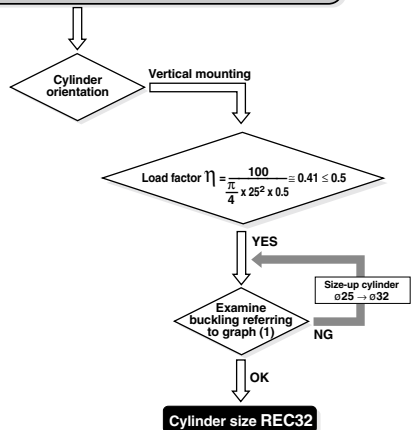 Cylinder
orientation
Vertical mounting
Load factor η = 100 / (π/4 x 25² x 0.5) ≅ 0.41 ≤ 0.5
YES
Size-up cylinder
ø25 → ø32
Examine
buckling referring
to graph (1)
NG
OK
Cylinder size REC32